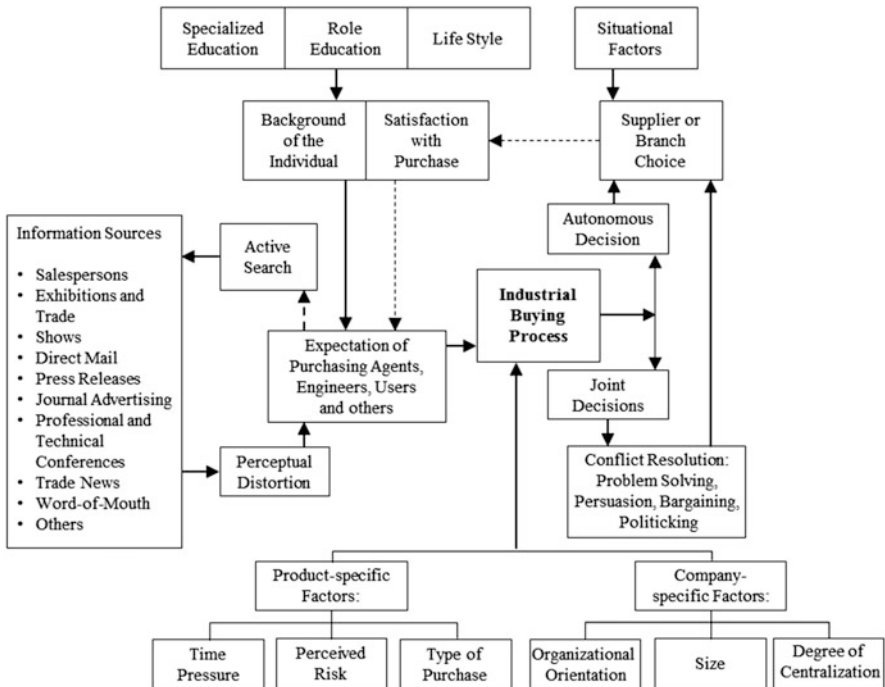 Specialized
Education
Role
Education
Life Style
Situational
Factors
Background
of the
Individual
Satisfaction
with
Purchase
Supplier or
Branch
Choice
Information Sources
• Salespersons
• Exhibitions and
Trade
• Shows
• Direct Mail
• Press Releases
• Journal Advertising
• Professional and
Technical
Conferences
• Trade News
• Word-of-Mouth
• Others
Active
Search
Autonomous
Decision
Industrial
Buying
Process
Expectation of
Purchasing Agents,
Engineers, Users
and others
Joint
Decisions
Perceptual
Distortion
Conflict Resolution:
Problem Solving,
Persuasion, Bargaining,
Politicking
Product-specific
Factors:
Company-
specific Factors:
Time
Pressure
Perceived
Risk
Type of
Purchase
Organizational
Orientation
Size
Degree of
Centralization